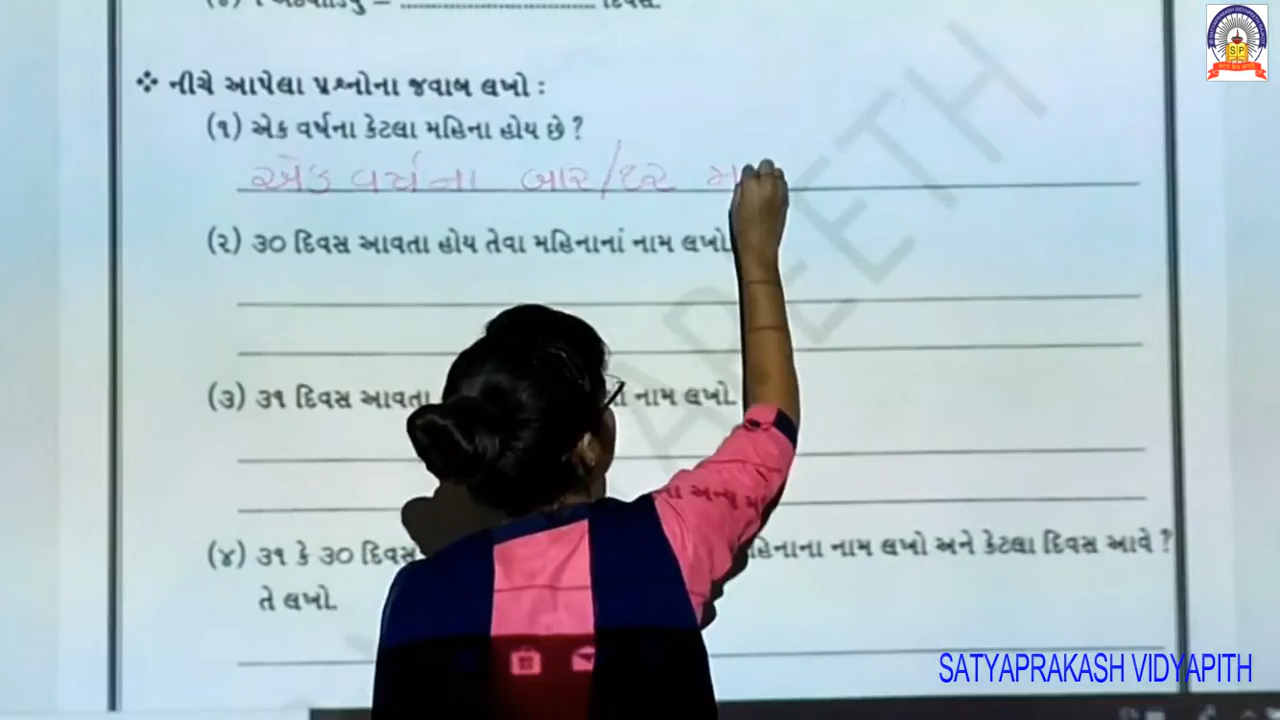 દિવસ.
❖ નીચે આપેલા પ્રશ્નોના જવાબ લખો :
(૧) એક વર્ષના કેટલા મહિના હોય છે ?
એક વર્ષના બાર/૧૨ મ
(૨) ૩૦ દિવસ આવતા હોય તેવા મહિનાનાં નામ લખો.
(૩) ૩૧ દિવસ આવતા નામ લખો.
(૪) ૩૧ કે ૩૦ દિવસ હિનાના નામ લખો અને કેટલા દિવસ આવે ?
તે લખો.
SATYAPRAKASH VIDYAPITH